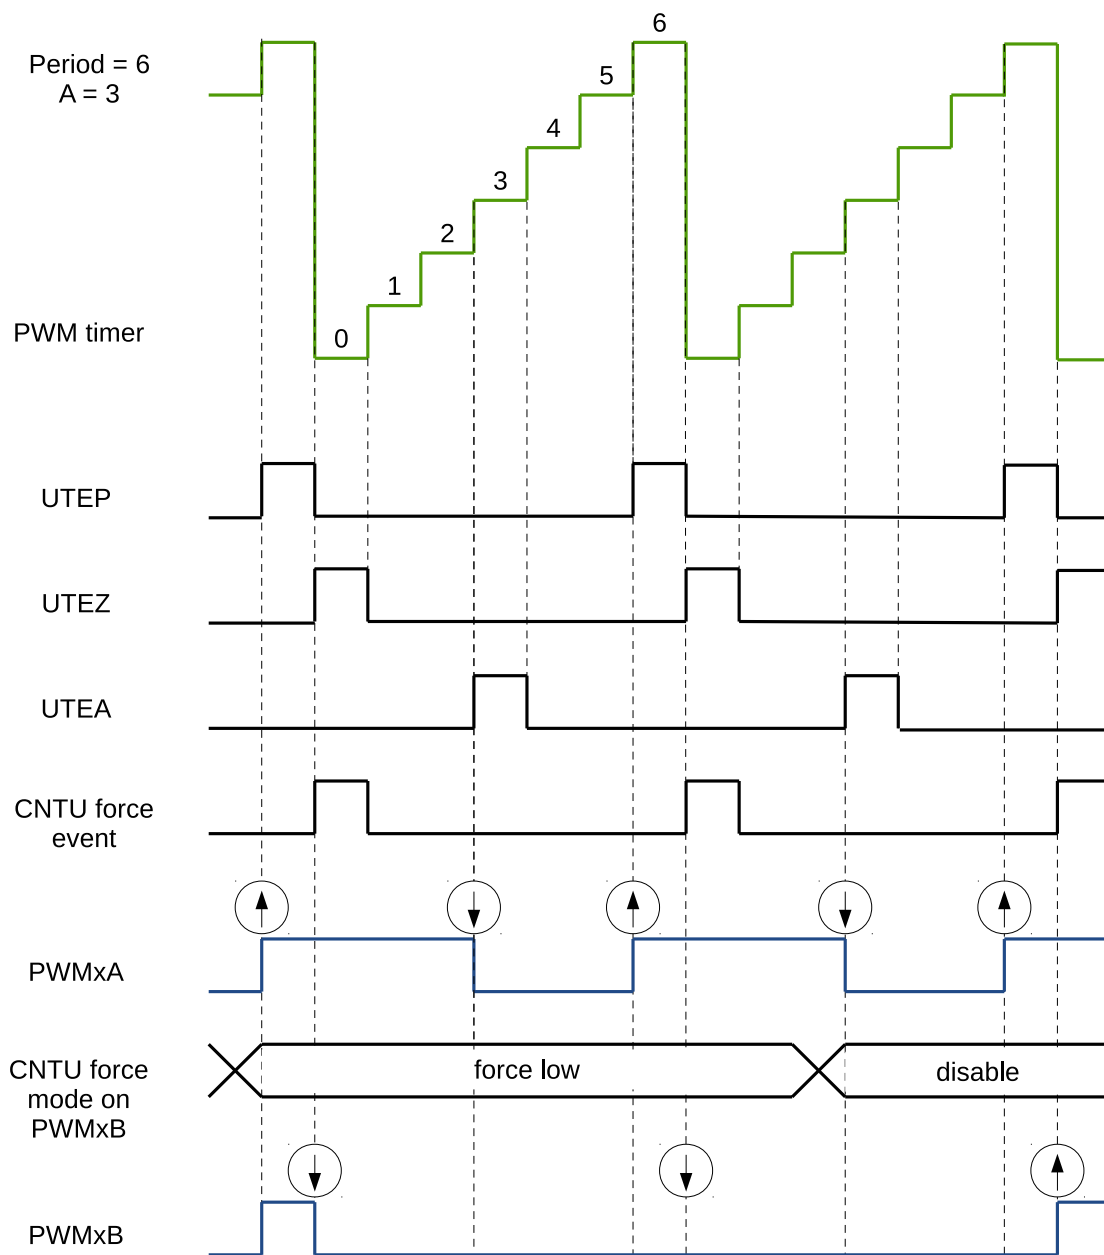 6
Period = 6
A = 3
5
4
3
2
1
0
PWM timer
UTEP
UTEZ
UTEA
CNTU force
event
PWMxA
CNTU force
mode on
PWMxB
force low
disable
PWMxB